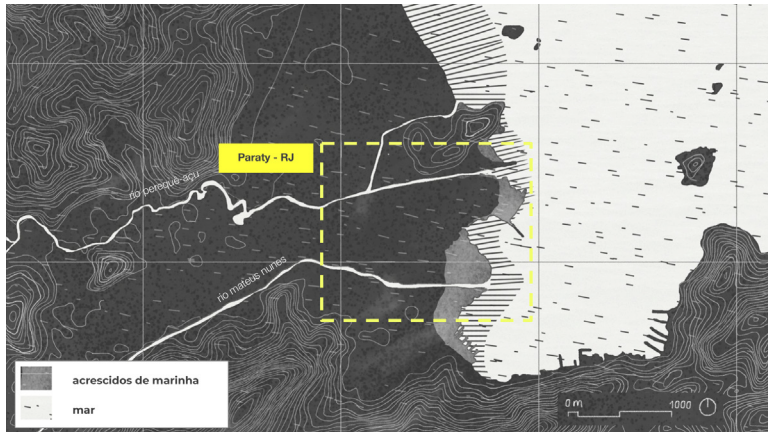 Paraty - RJ
rio perequê-açu
rio mateus nunes
acrescidos de marinha
mar
0 m 1000